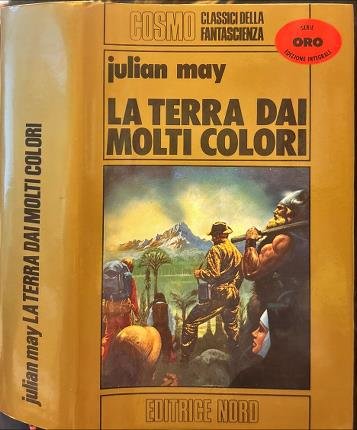 COSMO
CLASSICI DELLA
FANTASCIENZA
SERIE
ORO
EDIZIONE INTEGRALE
julian may
LA TERRA DAI
MOLTI COLORI
EDITRICE NORD
julian may LA TERRA DAI MOLTI COLORI